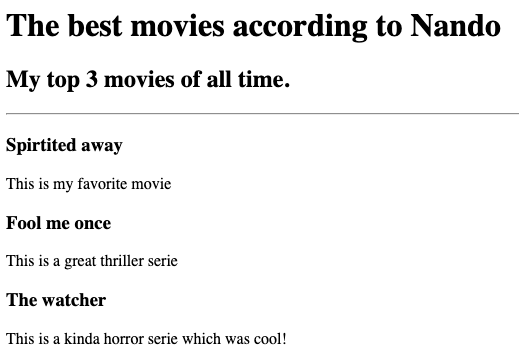 The best movies according to Nando
My top 3 movies of all time.
Spirtited away
This is my favorite movie
Fool me once
This is a great thriller serie
The watcher
This is a kinda horror serie which was cool!